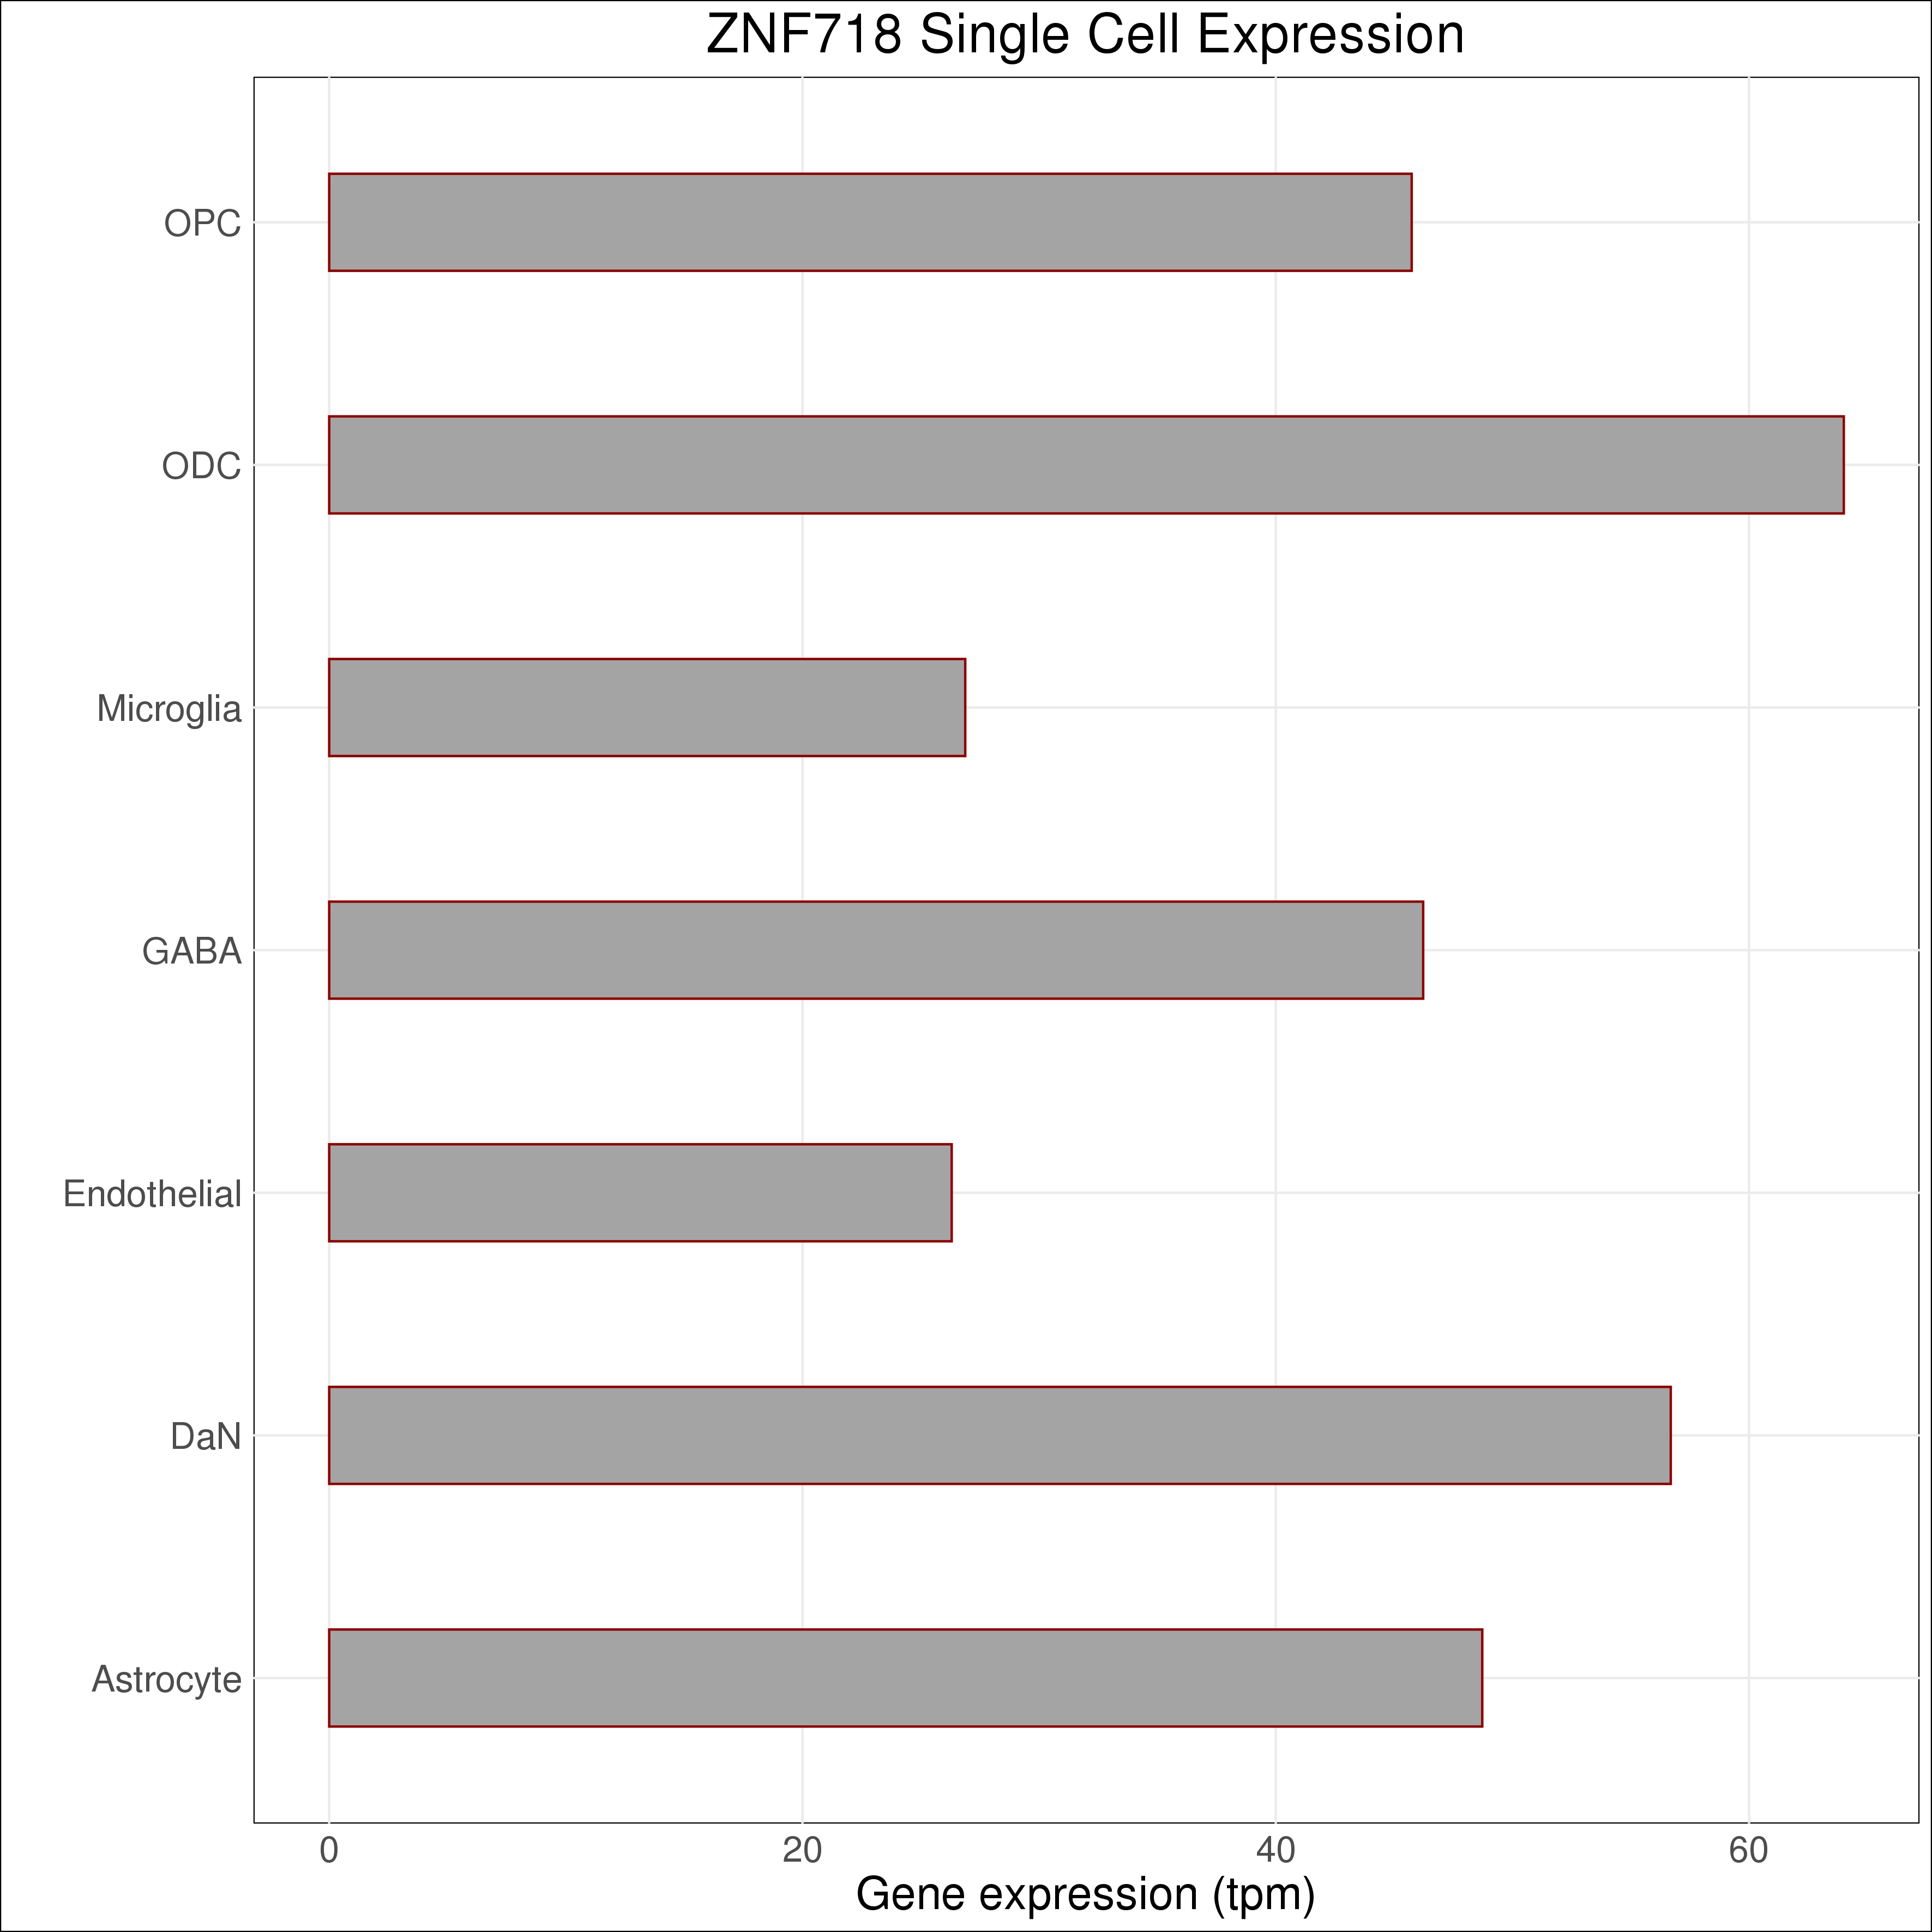 ZNF718 Single Cell Expression
OPC
ODC
Microglia
GABA
Endothelial
DaN
Astrocyte
0 20 40 60
Gene expression (tpm)